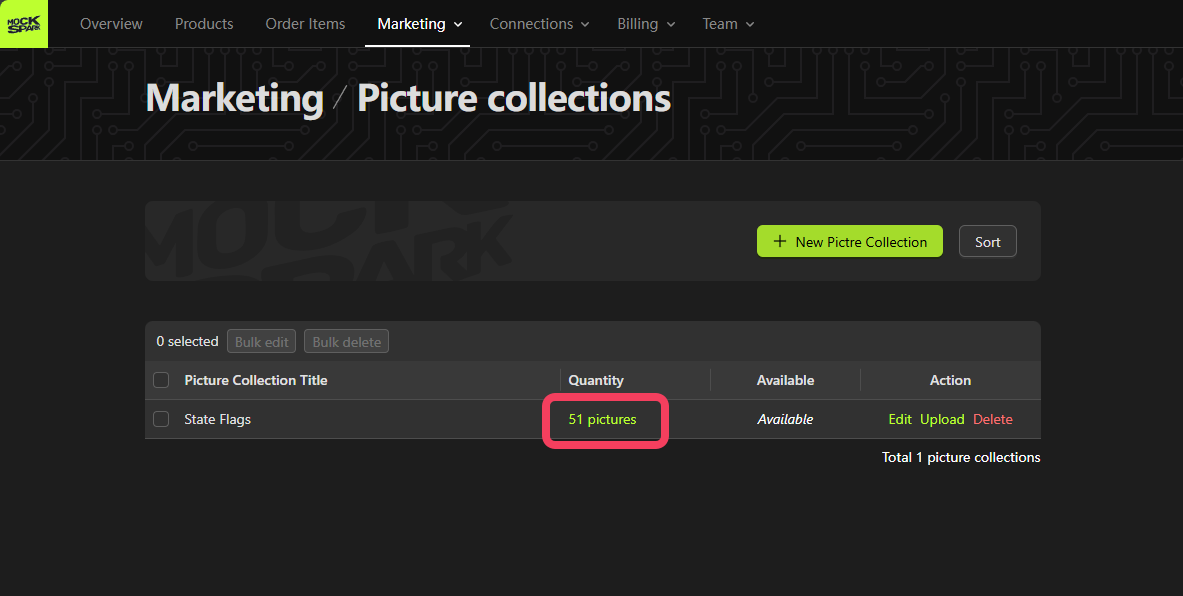 MOCK SPARK
Overview Products Order Items Marketing Connections Billing Team
Marketing / Picture collections
MOCK SPARK
+ New Pictre Collection Sort
0 selected Bulk edit Bulk delete
Picture Collection Title Quantity Available Action
State Flags 51 pictures Available Edit Upload Delete
Total 1 picture collections